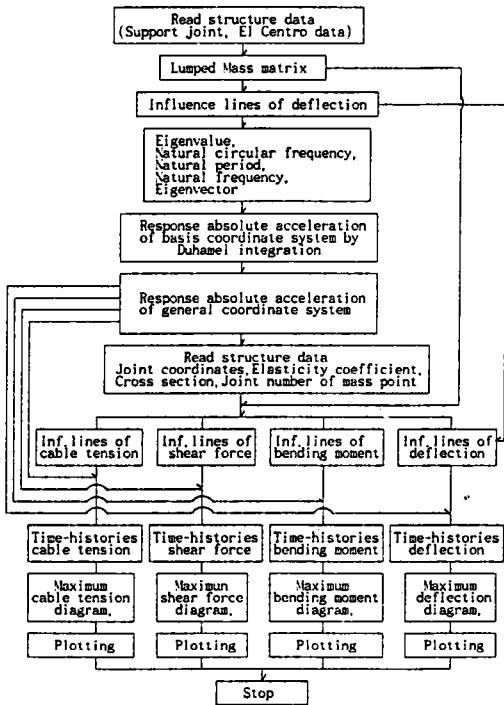 Read structure data
(Support joint, El Centro data)
Lumped Mass matrix
Influence lines of deflection
Eigenvalue,
Natural circular frequency,
Natural period,
Natural frequency,
Eigenvector
Response absolute acceleration
of basis coordinate system by
Duhamel integration
Response absolute acceleration
of general coordinate system
Read structure data
Joint coordinates, Elasticity coefficient,
Cross section, Joint number of mass point
Inf. lines of
cable tension
Inf. lines of
shear force
Inf. lines of
bending moment
Inf. lines of
deflection
Time-histories
cable tension
Time-histories
shear force
Time-histories
bending moment
Time-histories
deflection
Maximum
cable tension
diagram,
Maximun
shear force
diagram,
Maximum
bending moment
diagram,
Maximum
deflection
diagram,
Plotting
Plotting
Plotting
Plotting
Stop